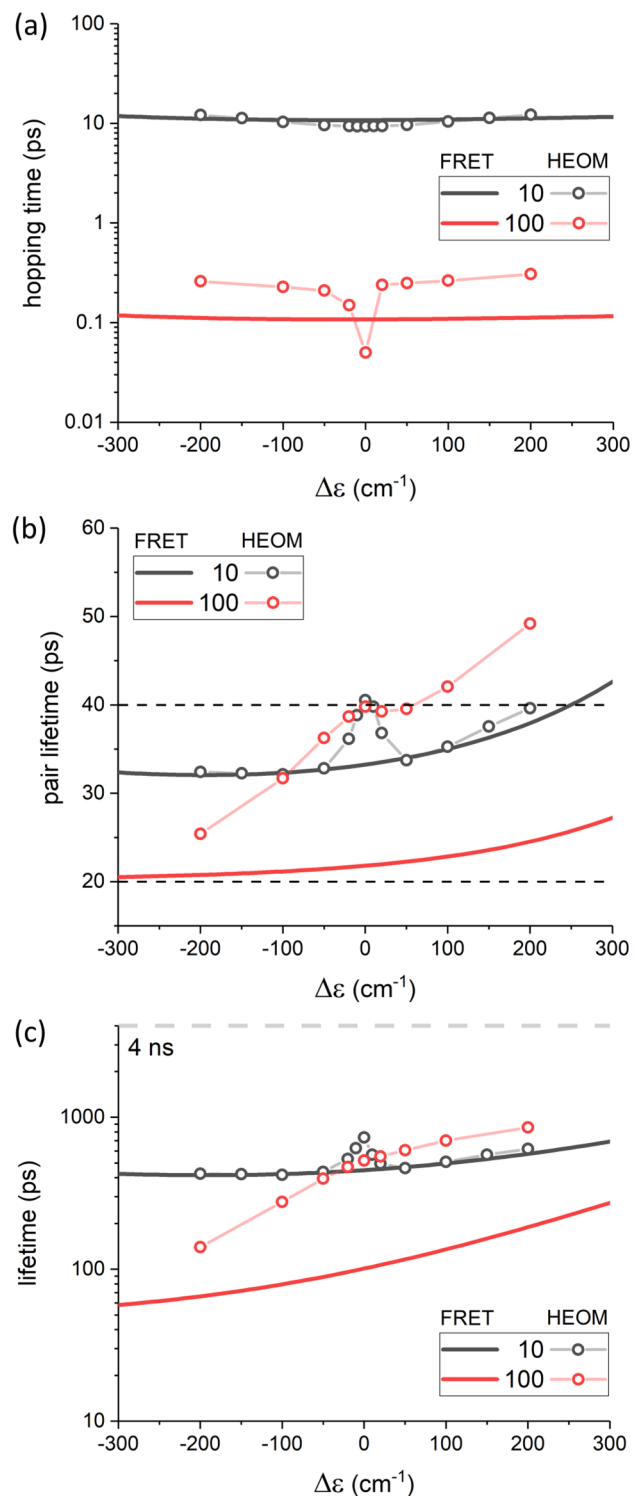 (a)
100
10
1
0.1
0.01
hopping time (ps)
FRET HEOM
10
100
-300 -200 -100 0 100 200 300
Δε (cm⁻¹)
(b)
60
50
40
30
20
10
pair lifetime (ps)
FRET HEOM
10
100
-300 -200 -100 0 100 200 300
Δε (cm⁻¹)
(c)
4 ns
1000
100
10
lifetime (ps)
FRET HEOM
10
100
-300 -200 -100 0 100 200 300
Δε (cm⁻¹)